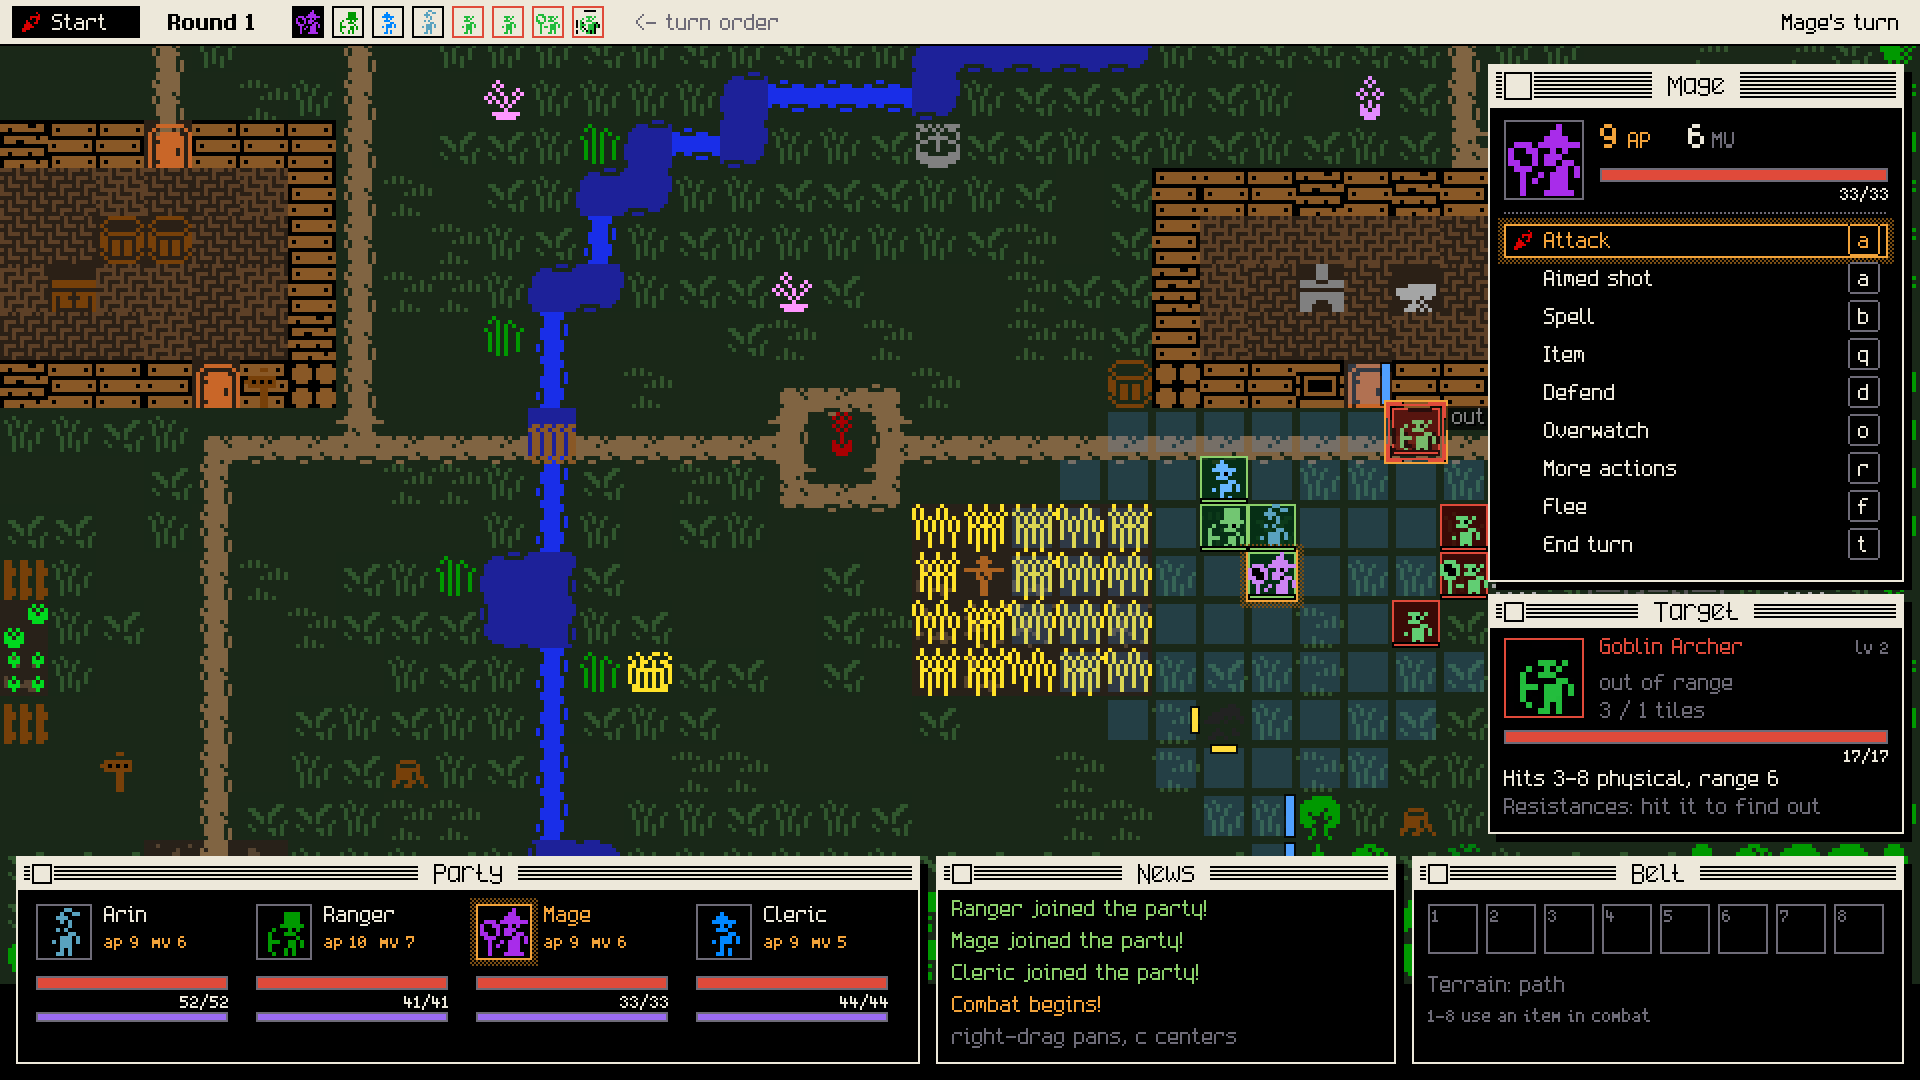 Start
Round 1
<- turn order
Mage's turn
Mage
9 AP 6 MU
33/33
Attack a
Aimed shot a
Spell b
Item q
Defend d
Overwatch o
More actions r
Flee f
End turn t
out
Target
Goblin Archer lv 2
out of range
3 / 1 tiles
17/17
Hits 3-8 physical, range 6
Resistances: hit it to find out
Party
Arin
ap 9 mv 6
52/52
Ranger
ap 10 mv 7
41/41
Mage
ap 9 mv 6
33/33
Cleric
ap 9 mv 5
44/44
News
Ranger joined the party!
Mage joined the party!
Cleric joined the party!
Combat begins!
right-drag pans, c centers
Belt
1 2 3 4 5 6 7 8
Terrain: path
1-8 use an item in combat